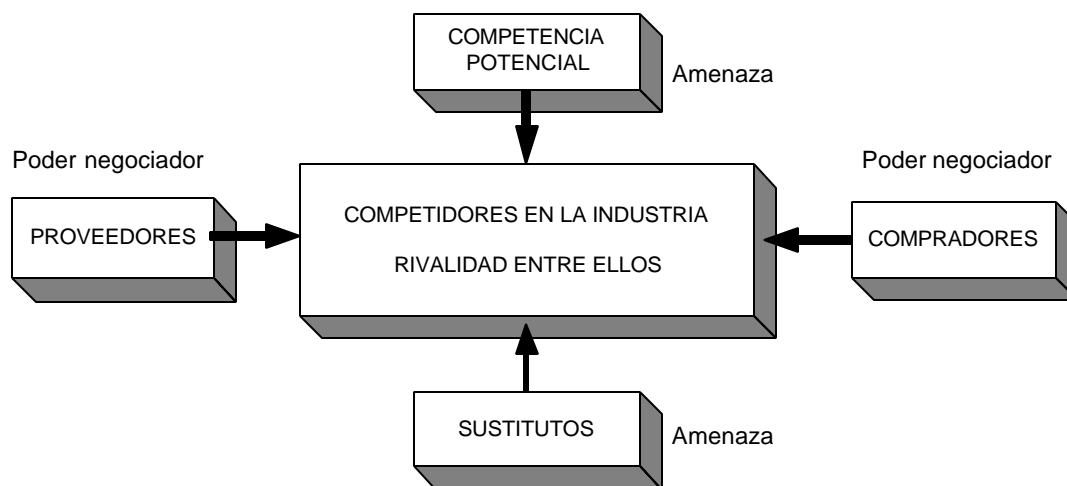 COMPETENCIA
POTENCIAL
Amenaza
Poder negociador
Poder negociador
PROVEEDORES
COMPETIDORES EN LA INDUSTRIA
RIVALIDAD ENTRE ELLOS
COMPRADORES
SUSTITUTOS
Amenaza